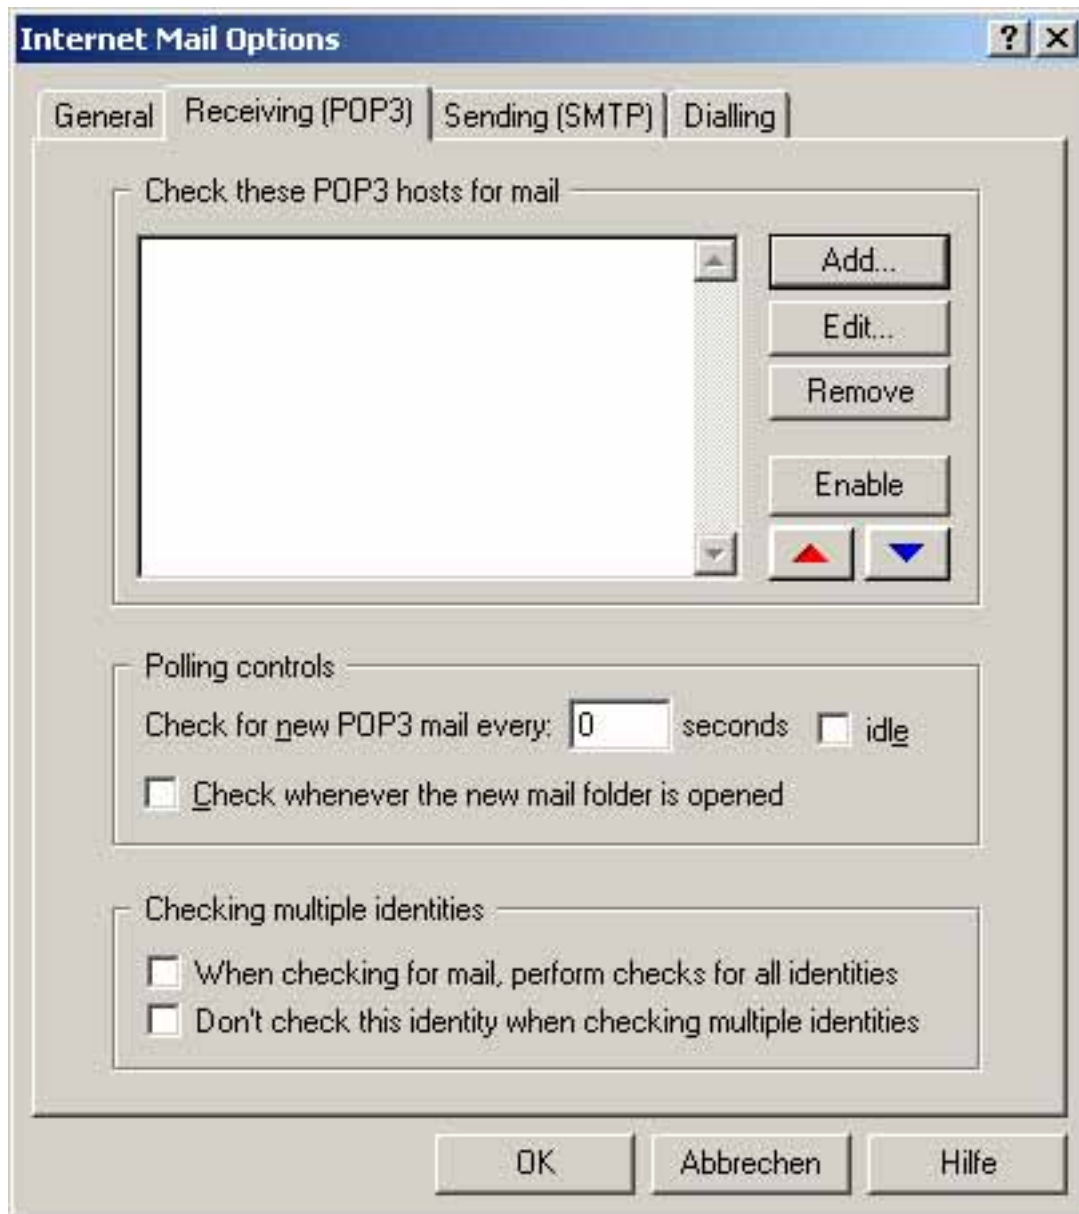 Internet Mail Options
General Receiving (POP3) Sending (SMTP) Dialling
Check these POP3 hosts for mail
Add...
Edit...
Remove
Enable
Polling controls
Check for new POP3 mail every: 0 seconds idle
Check whenever the new mail folder is opened
Checking multiple identities
When checking for mail, perform checks for all identities
Don't check this identity when checking multiple identities
OK Abbrechen Hilfe